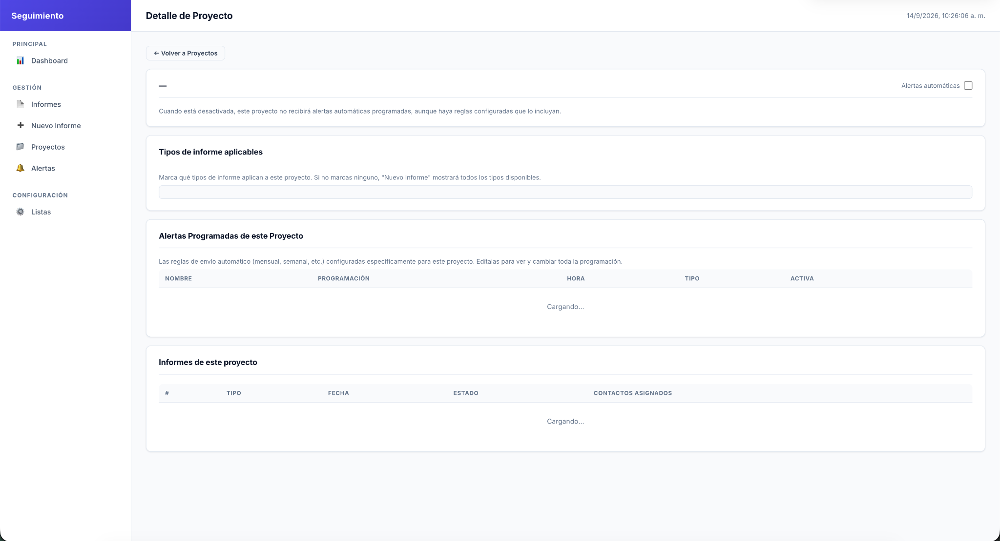 Seguimiento
Detalle de Proyecto
14/9/2026, 10:26:06 a. m.
PRINCIPAL
Dashboard
GESTIÓN
Informes
Nuevo Informe
Proyectos
Alertas
CONFIGURACIÓN
Listas
← Volver a Proyectos
—
Alertas automáticas
Cuando está desactivada, este proyecto no recibirá alertas automáticas programadas, aunque haya reglas configuradas que lo incluyan.
Tipos de informe aplicables
Marca qué tipos de informe aplican a este proyecto. Si no marcas ninguno, "Nuevo Informe" mostrará todos los tipos disponibles.
Alertas Programadas de este Proyecto
Las reglas de envío automático (mensual, semanal, etc.) configuradas específicamente para este proyecto. Edítalas para ver y cambiar toda la programación.
NOMBRE PROGRAMACIÓN HORA TIPO ACTIVA
Cargando...
Informes de este proyecto
# TIPO FECHA ESTADO CONTACTOS ASIGNADOS
Cargando...